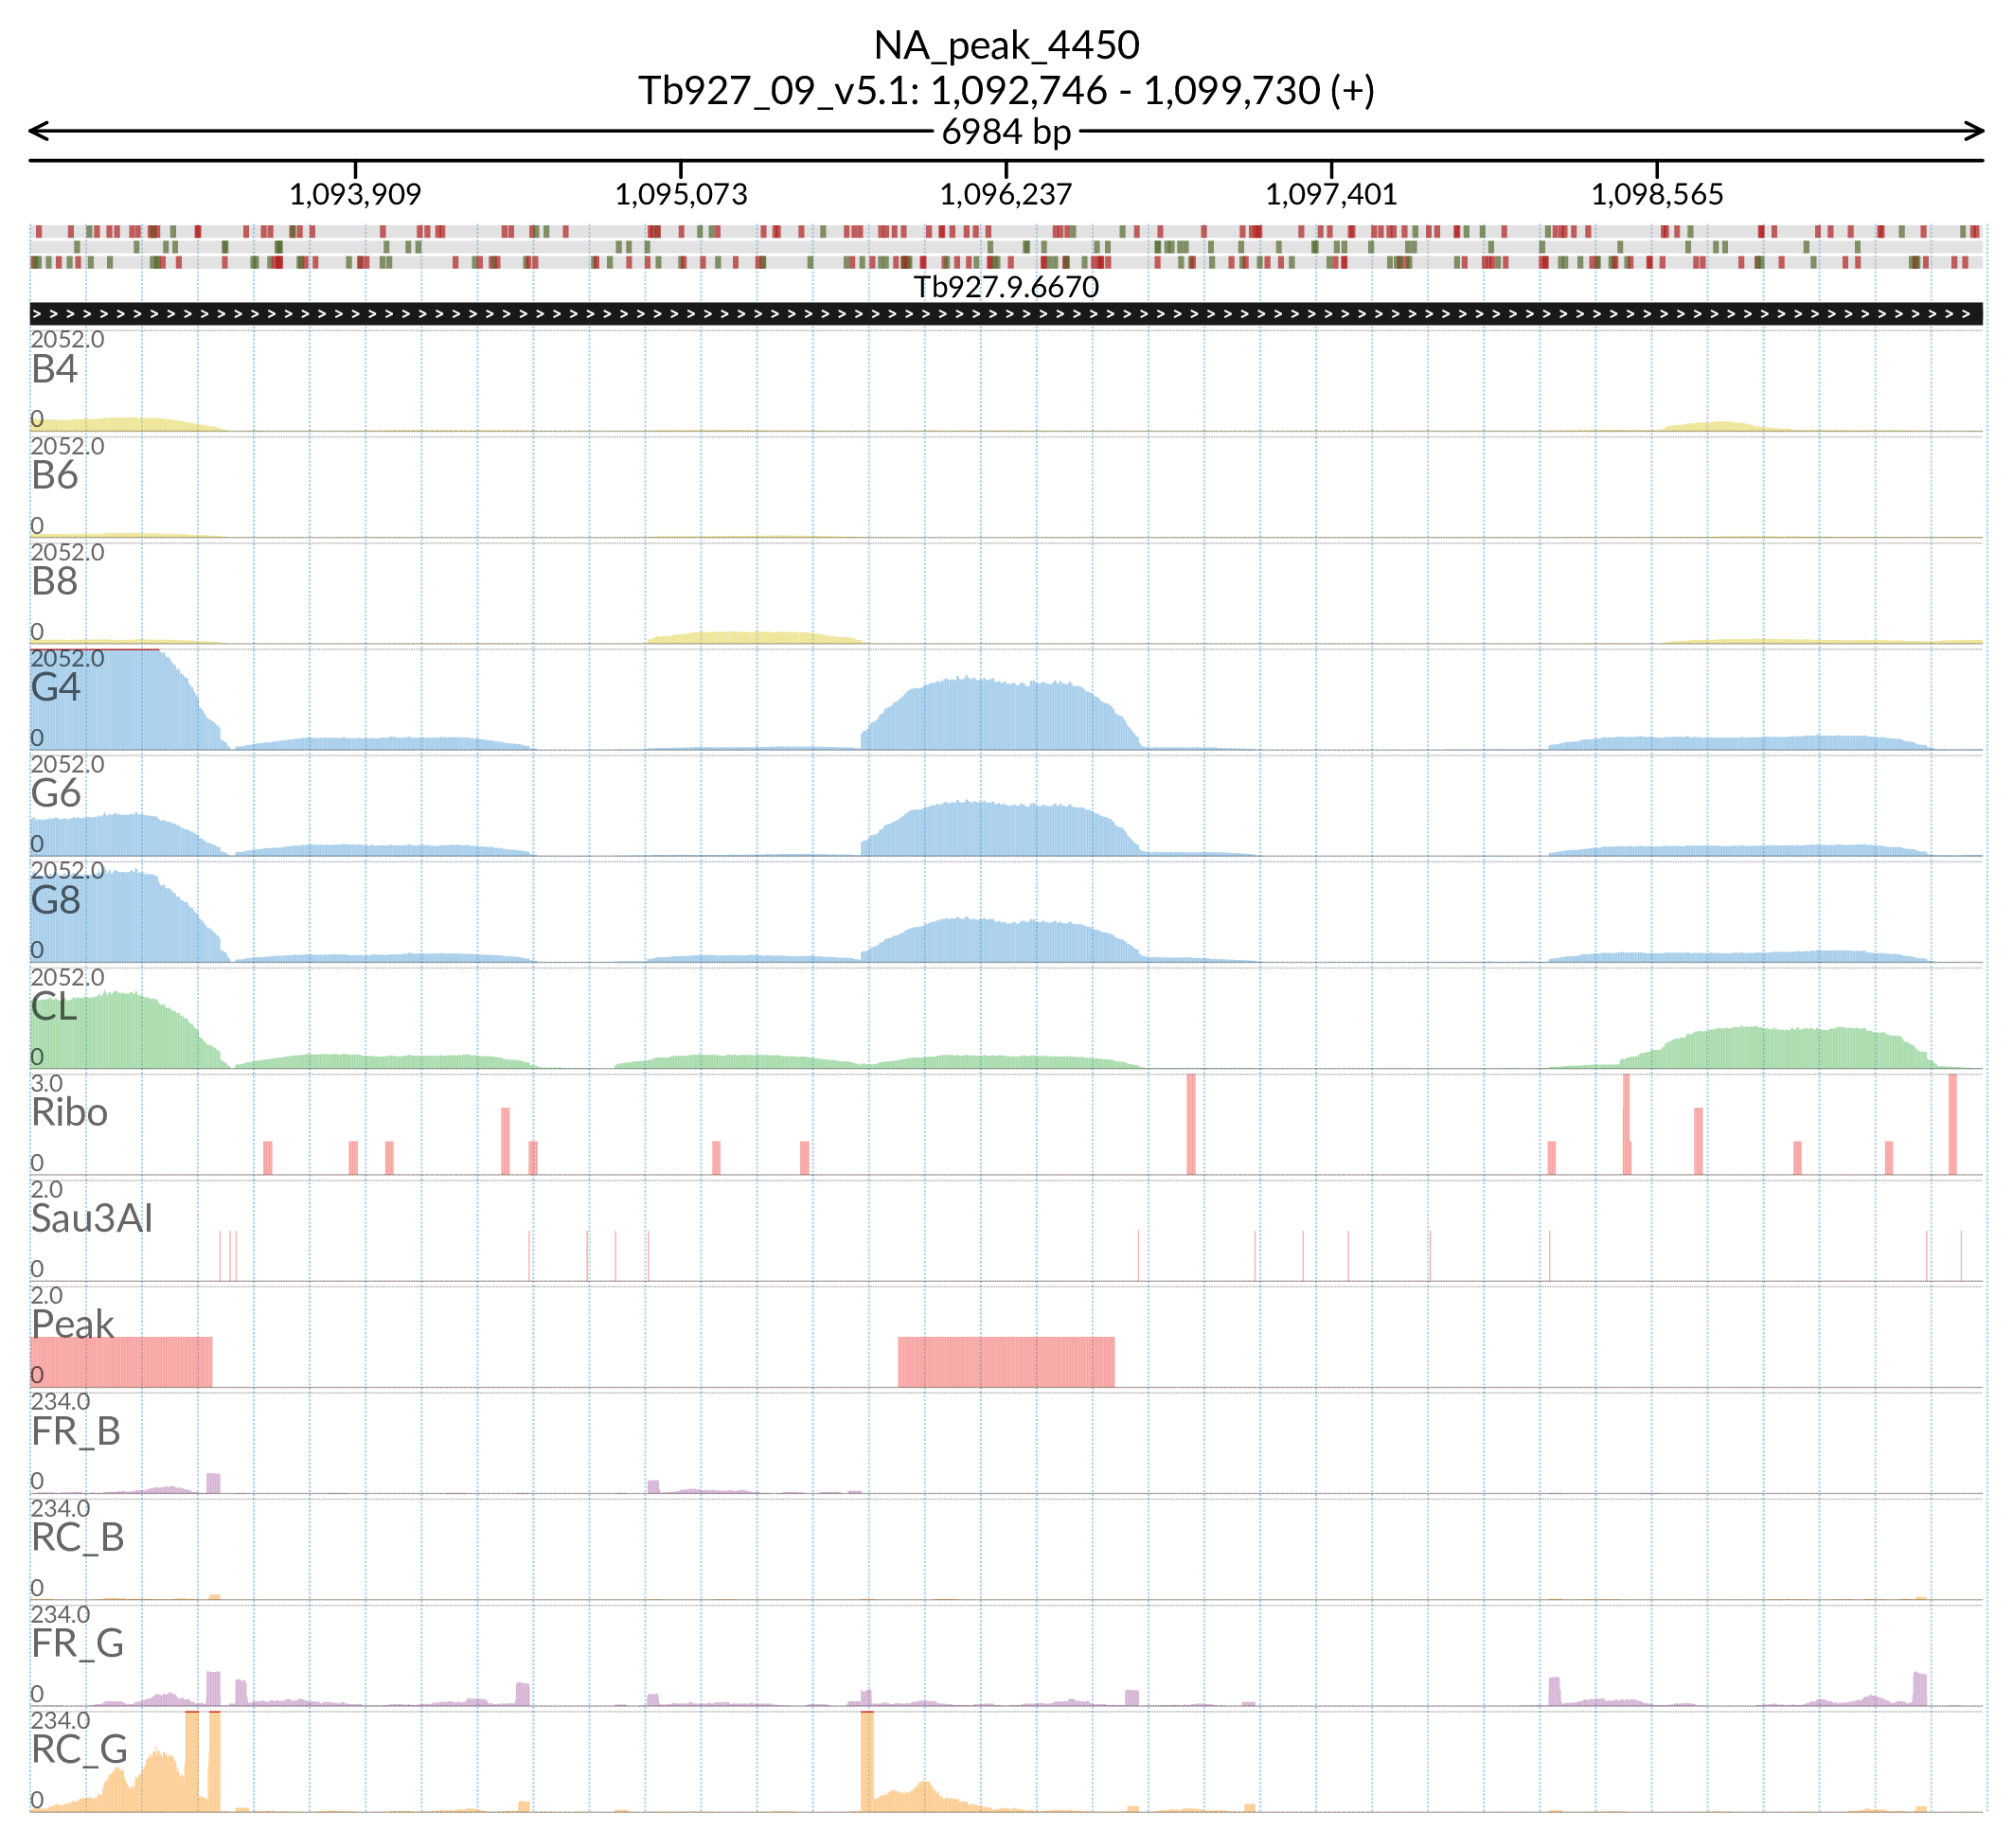 NA_peak_4450
Tb927_09_v5.1: 1,092,746 - 1,099,730 (+)
6984 bp
1,093,909 1,095,073 1,096,237 1,097,401 1,098,565
Tb927.9.6670
2052.0
B4
0
2052.0
B6
0
2052.0
B8
0
2052.0
G4
0
2052.0
G6
0
2052.0
G8
0
2052.0
CL
0
3.0
Ribo
0
2.0
Sau3AI
0
2.0
Peak
0
234.0
FR_B
0
234.0
RC_B
0
234.0
FR_G
0
234.0
RC_G
0